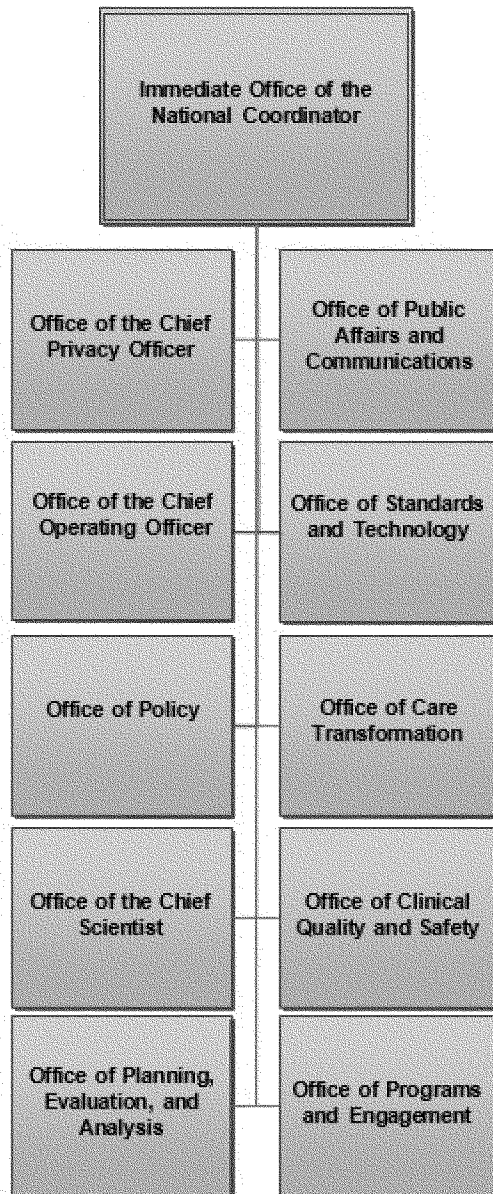 Immediate Office of the
National Coordinator
Office of the Chief
Privacy Officer
Office of Public
Affairs and
Communications
Office of the Chief
Operating Officer
Office of Standards
and Technology
Office of Policy
Office of Care
Transformation
Office of the Chief
Scientist
Office of Clinical
Quality and Safety
Office of Planning,
Evaluation, and
Analysis
Office of Programs
and Engagement